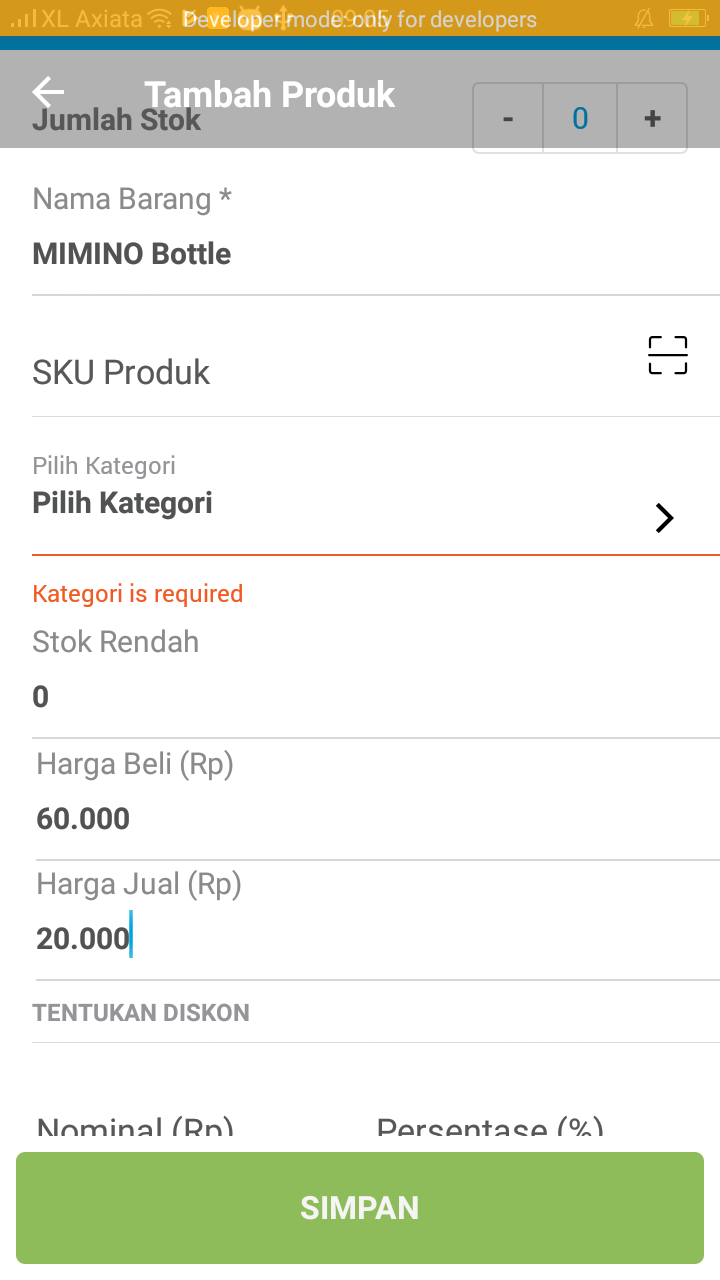 XL Axiata
Developer mode: only for developers
Tambah Produk
Jumlah Stok
- 0 +
Nama Barang *
MIMINO Bottle
SKU Produk
Pilih Kategori
Pilih Kategori
Kategori is required
Stok Rendah
0
Harga Beli (Rp)
60.000
Harga Jual (Rp)
20.000
TENTUKAN DISKON
Nominal (Rp) Persentase (%)
SIMPAN